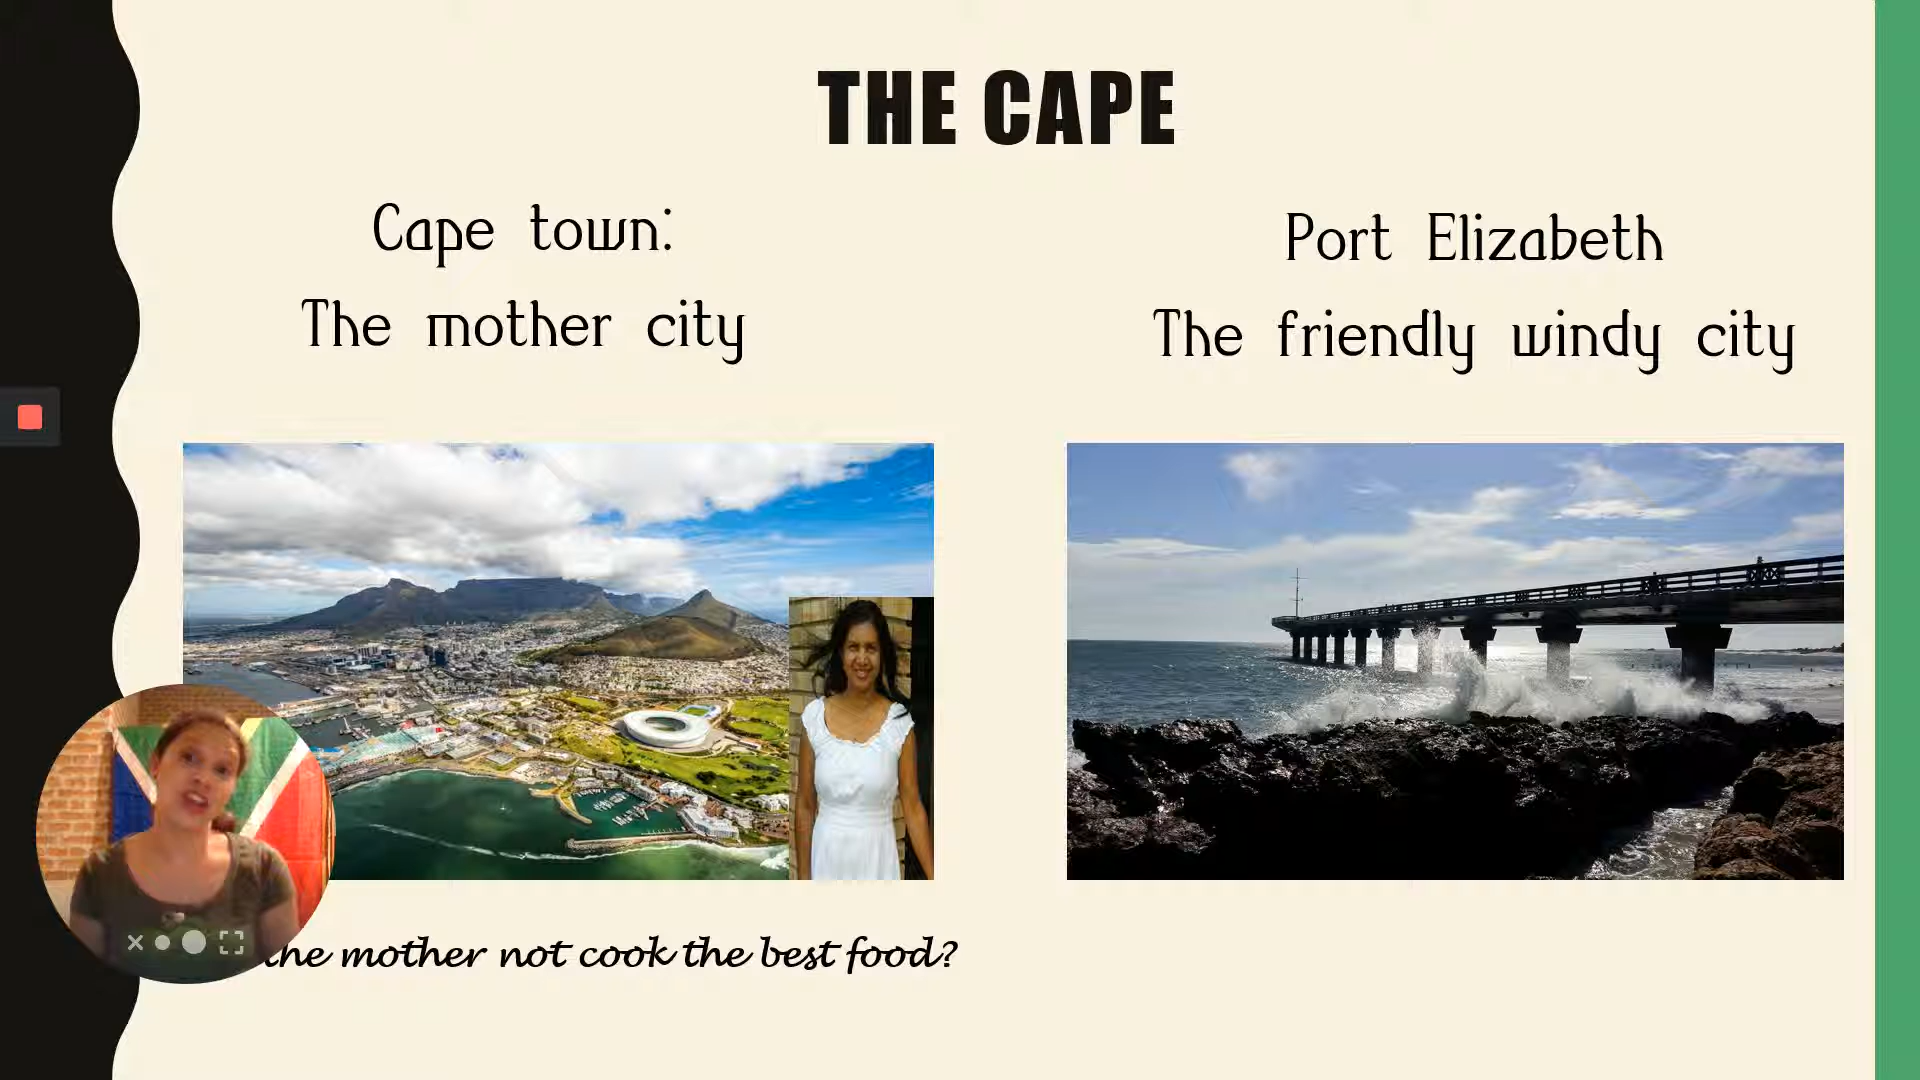 THE CAPE
Cape town:
The mother city
Port Elizabeth
The friendly windy city
the mother not cook the best food?